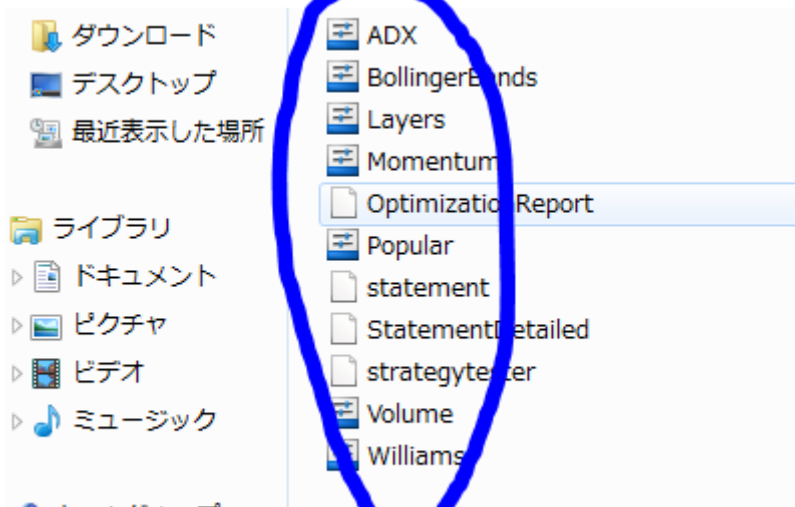 ダウンロード
デスクトップ
最近表示した場所
ライブラリ
ドキュメント
ピクチャ
ビデオ
ミュージック
ADX
BollingerBands
Layers
Momentum
OptimizationReport
Popular
statement
StatementDetailed
strategytester
Volume
Williams